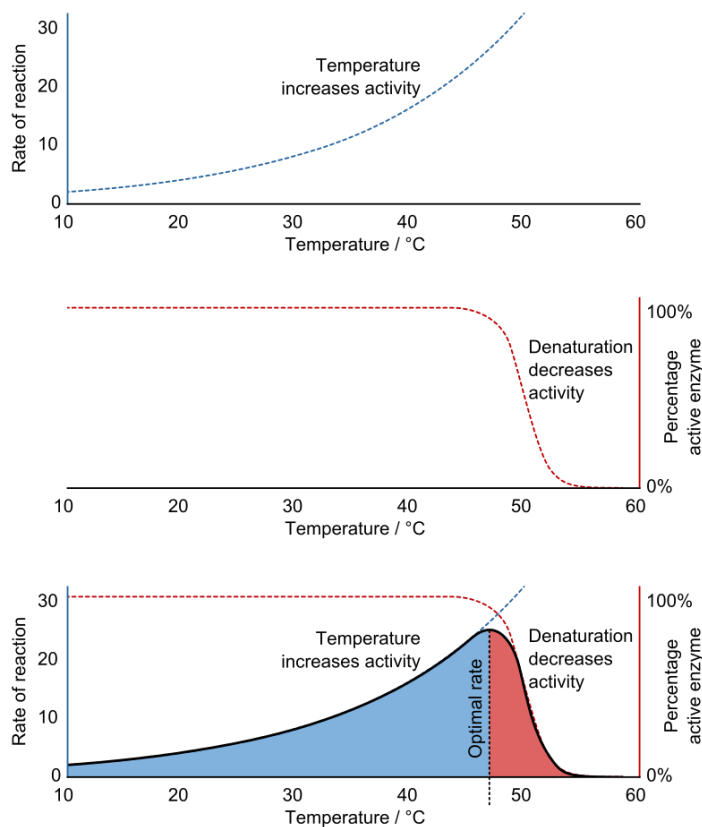 30
20
10
0
Rate of reaction
Temperature
increases activity
10 20 30 40 50 60
Temperature / °C
100%
0%
Percentage
active enzyme
Denaturation
decreases
activity
10 20 30 40 50 60
Temperature / °C
30
20
10
0
Rate of reaction
Temperature
increases activity
Optimal rate
Denaturation
decreases
activity
100%
0%
Percentage
active enzyme
10 20 30 40 50 60
Temperature / °C